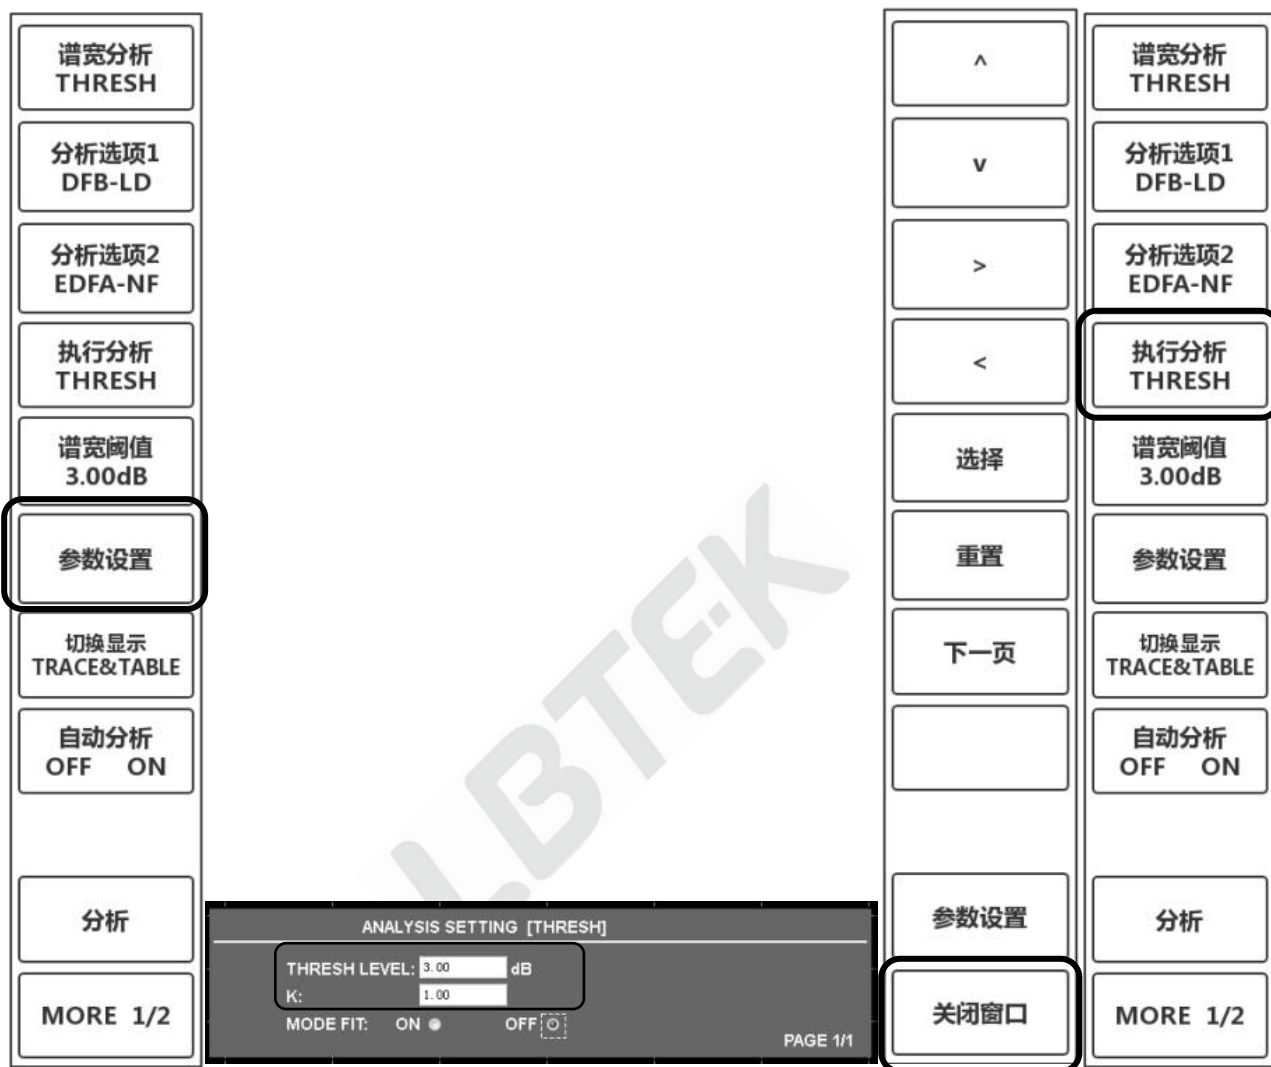 谱宽分析
THRESH
分析选项1
DFB-LD
分析选项2
EDFA-NF
执行分析
THRESH
谱宽阈值
3.00dB
参数设置
切换显示
TRACE&TABLE
自动分析
OFF ON
分析
MORE 1/2
LBTEK
ANALYSIS SETTING [THRESH]
THRESH LEVEL: 3.00 dB
K: 1.00
MODE FIT: ON OFF
PAGE 1/1
^
v
>
<
选择
重置
下一页
参数设置
关闭窗口
谱宽分析
THRESH
分析选项1
DFB-LD
分析选项2
EDFA-NF
执行分析
THRESH
谱宽阈值
3.00dB
参数设置
切换显示
TRACE&TABLE
自动分析
OFF ON
分析
MORE 1/2